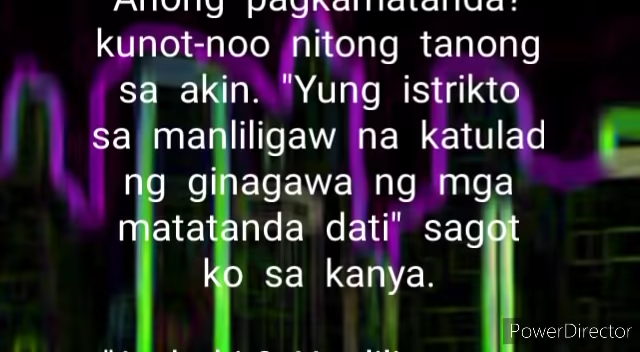 Anong pagkamatanda?
kunot-noo nitong tanong
sa akin. "Yung istrikto
sa manliligaw na katulad
ng ginagawa ng mga
matatanda dati" sagot
ko sa kanya.
PowerDirector